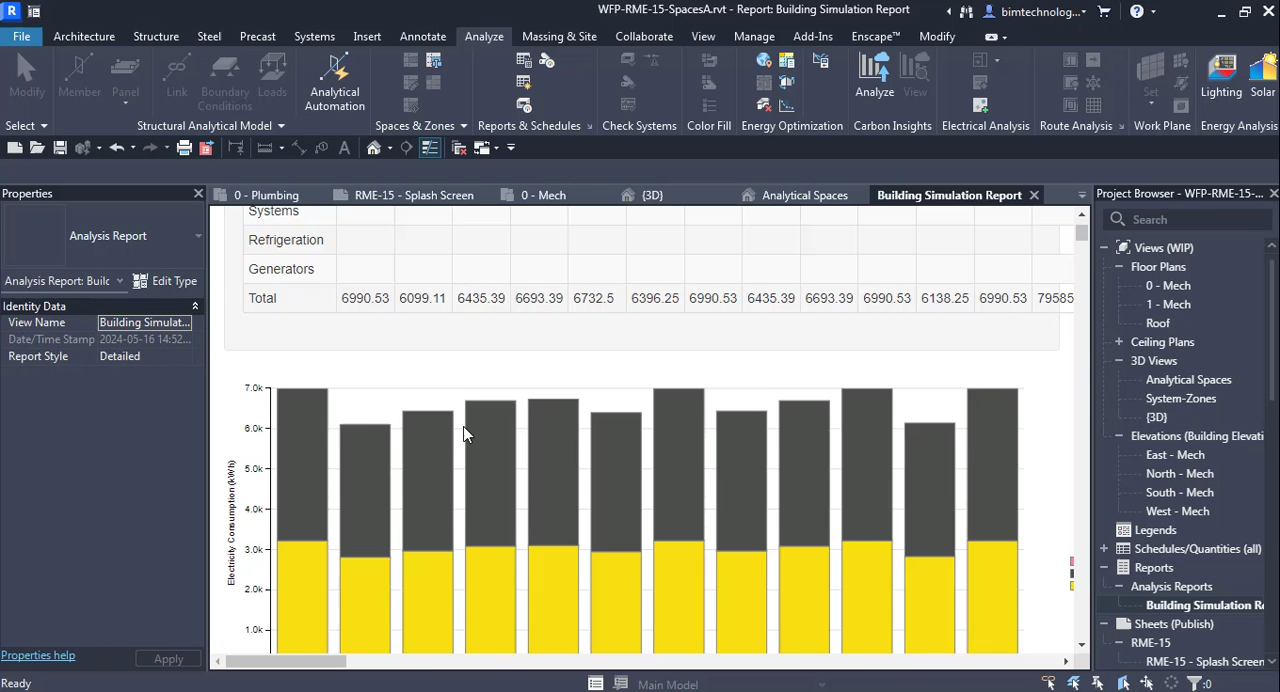 R
WFP-RME-15-SpacesA.rvt - Report: Building Simulation Report
bimtechnolog...
File Architecture Structure Steel Precast Systems Insert Annotate Analyze Massing & Site Collaborate View Manage Add-Ins Enscape™ Modify
Modify Member Panel Link Boundary Conditions Loads Analytical Automation Analyze View Set Lighting Solar
Select Structural Analytical Model Spaces & Zones Reports & Schedules Check Systems Color Fill Energy Optimization Carbon Insights Electrical Analysis Route Analysis Work Plane Energy Analysis
Properties
0 - Plumbing RME-15 - Splash Screen 0 - Mech {3D} Analytical Spaces Building Simulation Report
Project Browser - WFP-RME-15-...
Analysis Report
Analysis Report: Builc Edit Type
Identity Data
View Name Building Simulat...
Date/Time Stamp 2024-05-16 14:52...
Report Style Detailed
Properties help Apply
Systems
Refrigeration
Generators
Total 6990.53 6099.11 6435.39 6693.39 6732.5 6396.25 6990.53 6435.39 6693.39 6990.53 6138.25 6990.53 79585
Electricity Consumption (kWh)
7.0k
6.0k
5.0k
4.0k
3.0k
2.0k
1.0k
Search
Views (WIP)
Floor Plans
0 - Mech
1 - Mech
Roof
Ceiling Plans
3D Views
Analytical Spaces
System-Zones
{3D}
Elevations (Building Elevati
East - Mech
North - Mech
South - Mech
West - Mech
Legends
Schedules/Quantities (all)
Reports
Analysis Reports
Building Simulation Re
Sheets (Publish)
RME-15
RME-15 - Splash Screen
Ready
Main Model
:0